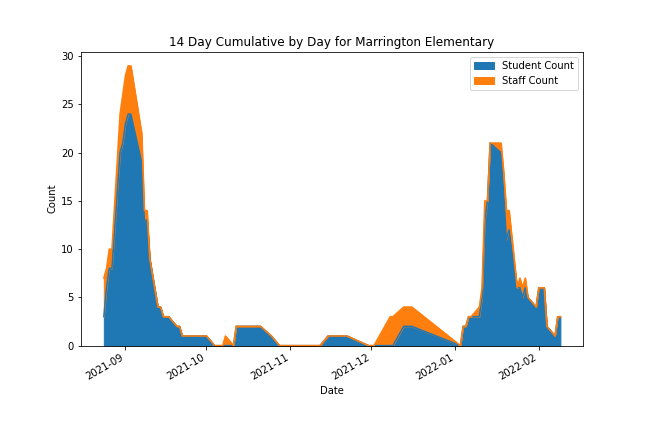 14 Day Cumulative by Day for Marrington Elementary
30
25
20
15
10
5
0
Count
Student Count
Staff Count
2021-09
2021-10
2021-11
2021-12
2022-01
2022-02
Date